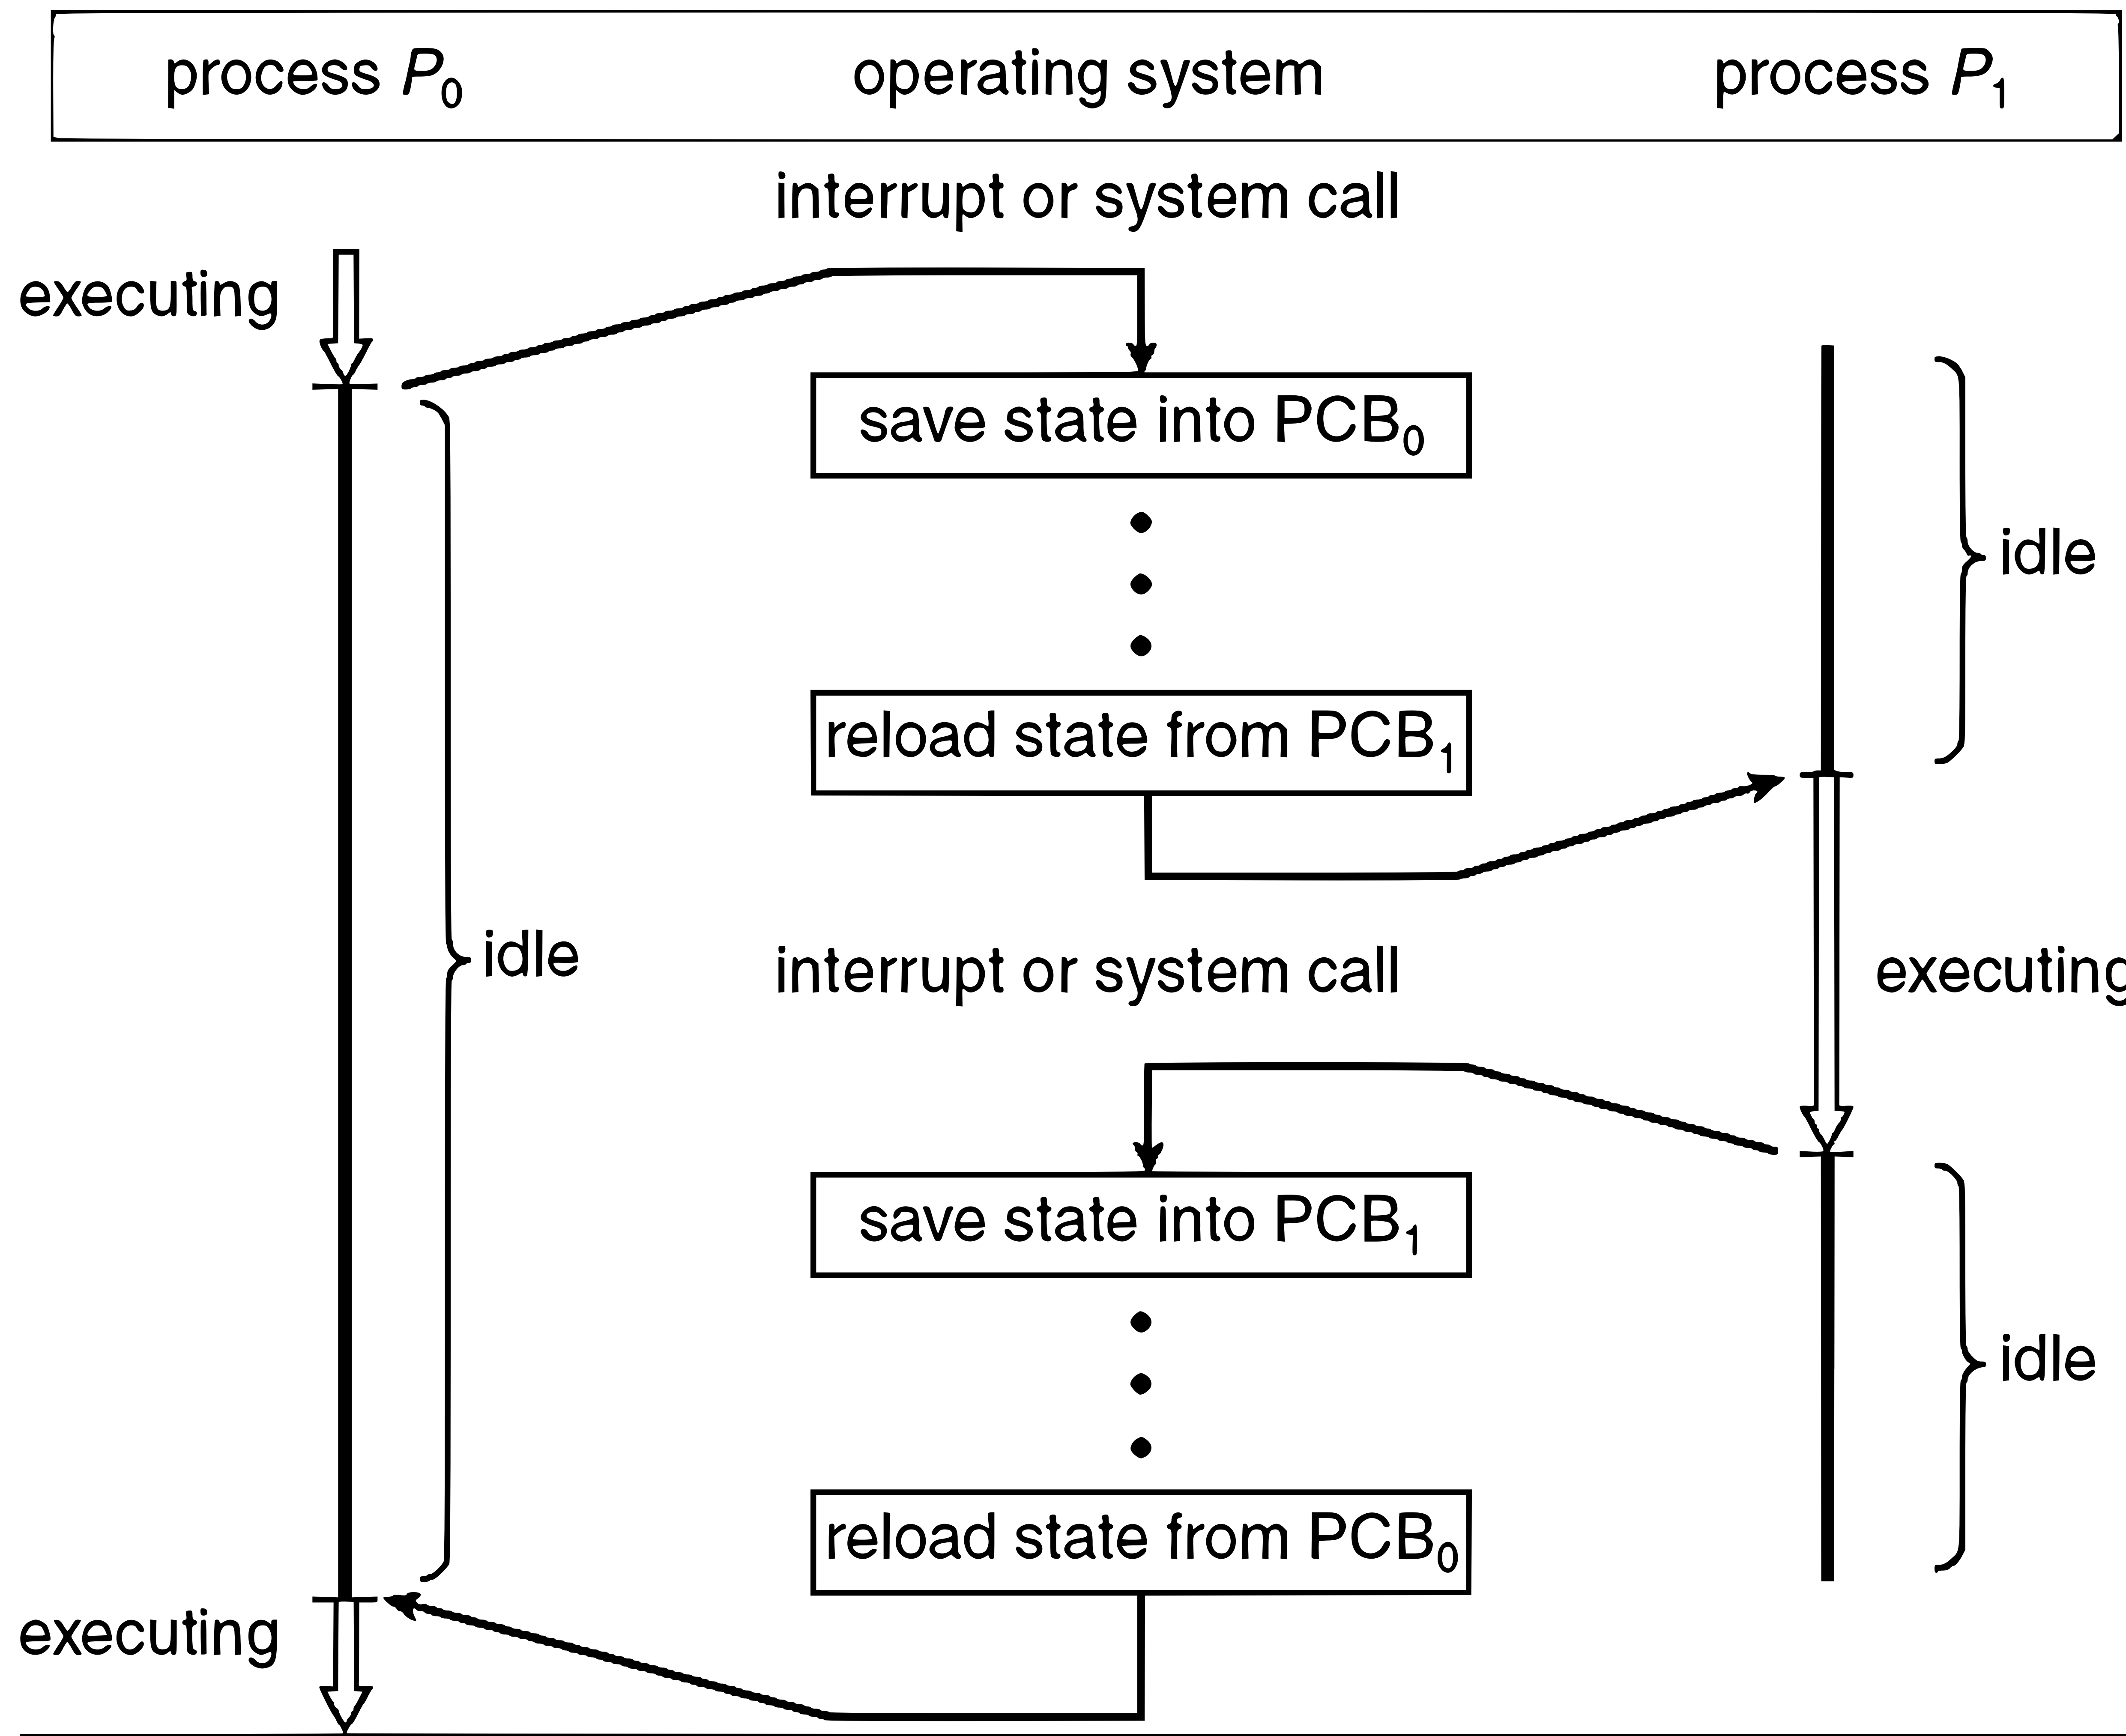 process P0 operating system process P1
interrupt or system call
executing
save state into PCB0
idle
reload state from PCB1
idle
interrupt or system call
executing
save state into PCB1
idle
reload state from PCB0
executing